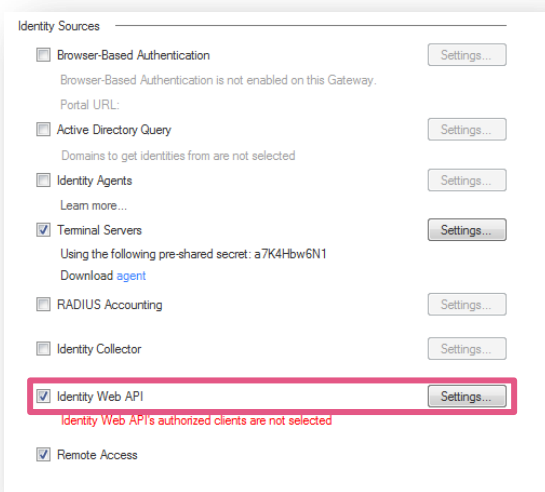 Identity Sources
Browser-Based Authentication Settings...
Browser-Based Authentication is not enabled on this Gateway.
Portal URL:
Active Directory Query Settings...
Domains to get identities from are not selected
Identity Agents Settings...
Learn more...
Terminal Servers Settings...
Using the following pre-shared secret: a7K4Hbw6N1
Download agent
RADIUS Accounting Settings...
Identity Collector Settings...
Identity Web API Settings...
Identity Web API's authorized clients are not selected
Remote Access